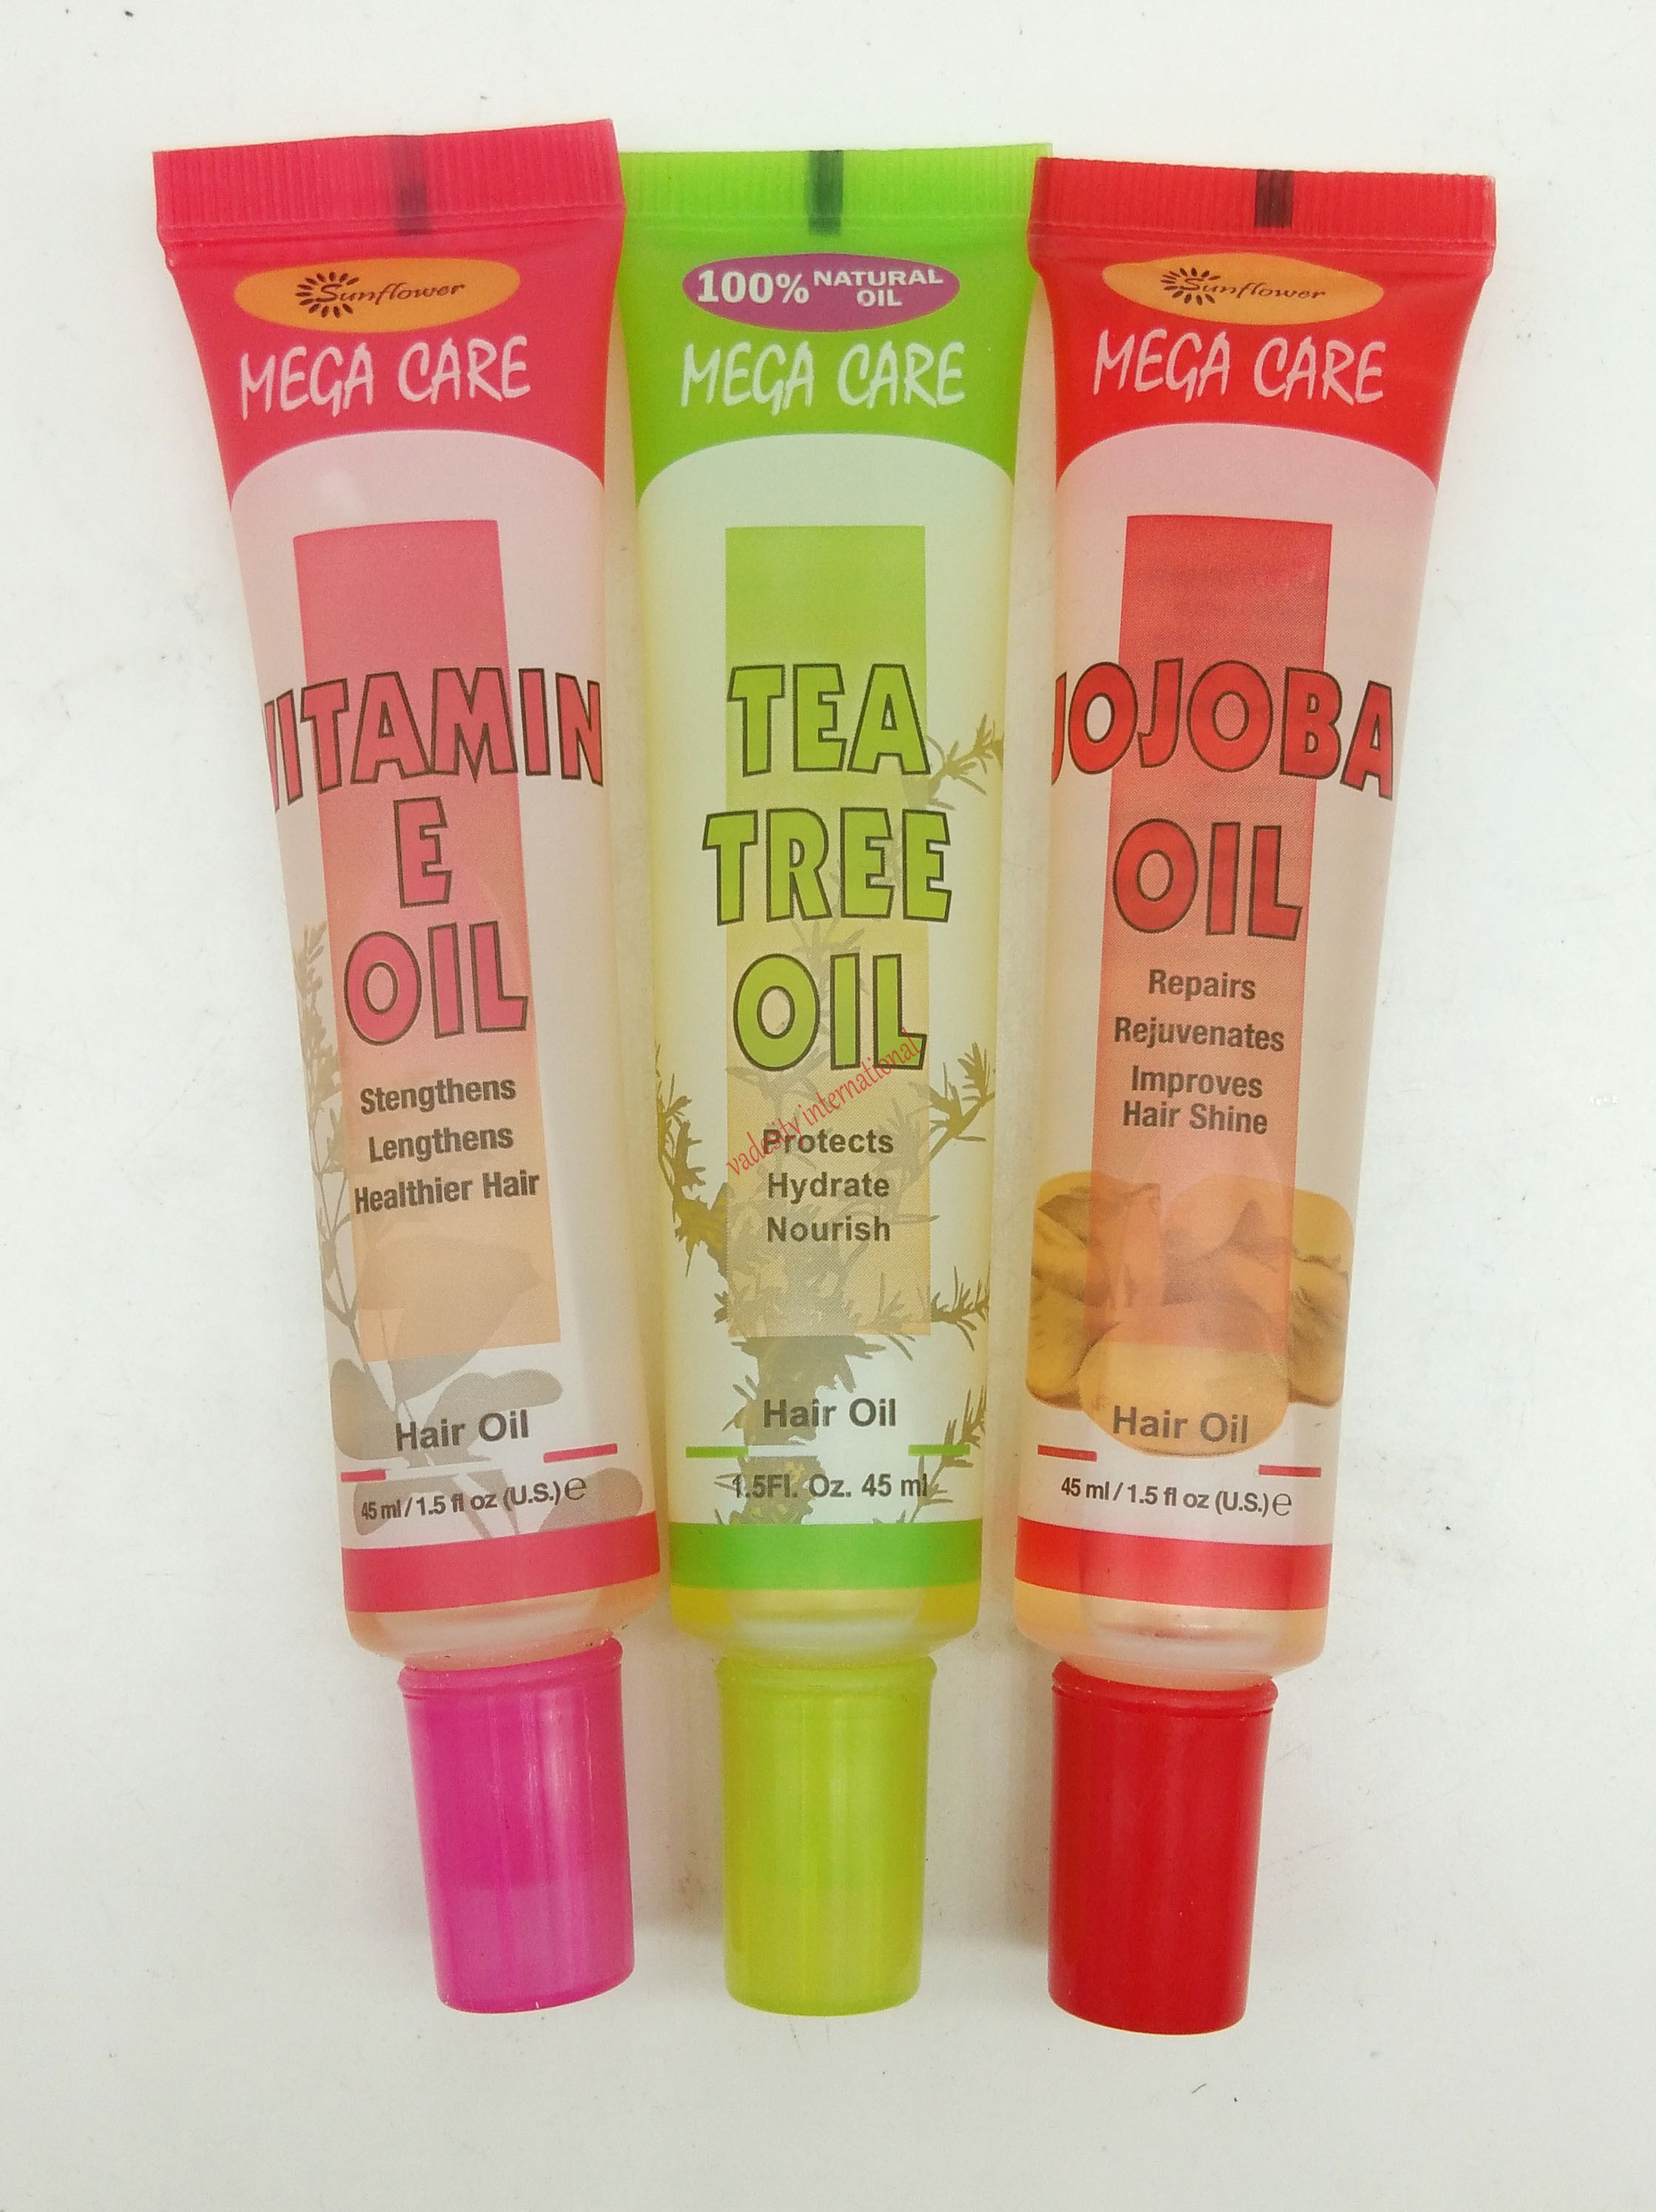 Sunflower
MEGA CARE
VITAMIN
E
OIL
Stengthens
Lengthens
Healthier Hair
Hair Oil
45 ml / 1.5 fl oz (U.S.) ℮
100% NATURAL
OIL
MEGA CARE
TEA
TREE
OIL
vadesity international
Protects
Hydrate
Nourish
Hair Oil
1.5Fl. Oz. 45 ml
Sunflower
MEGA CARE
JOJOBA
OIL
Repairs
Rejuvenates
Improves
Hair Shine
Hair Oil
45 ml / 1.5 fl oz (U.S.) ℮